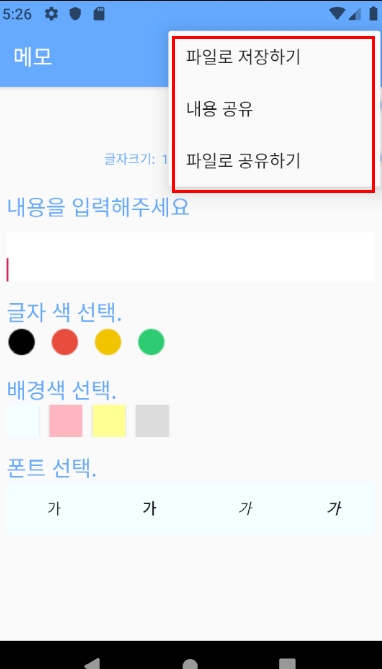 5:26
메모
파일로 저장하기
내용 공유
파일로 공유하기
글자크기: 1
내용을 입력해주세요
글자 색 선택.
배경색 선택.
폰트 선택.
가 가 가 가